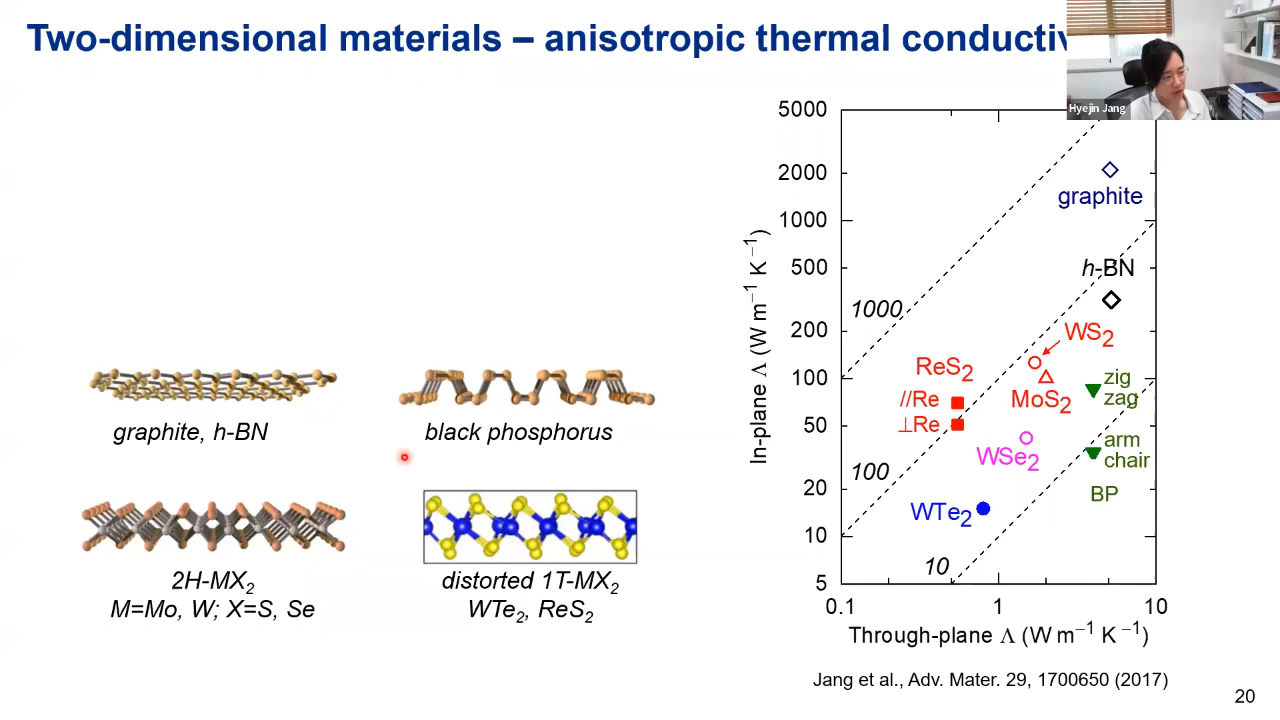 Two-dimensional materials – anisotropic thermal conductiv
Hyejin Jang
graphite, h-BN
black phosphorus
2H-MX2
M=Mo, W; X=S, Se
distorted 1T-MX2
WTe2, ReS2
In-plane Λ (W m−1 K−1)
5000
2000
1000
500
200
100
50
20
10
5
0.1
1
10
Through-plane Λ (W m−1 K−1)
1000
100
10
graphite
h-BN
WS2
MoS2
ReS2
//Re
⊥Re
WSe2
WTe2
zig
zag
arm
chair
BP
Jang et al., Adv. Mater. 29, 1700650 (2017)
20